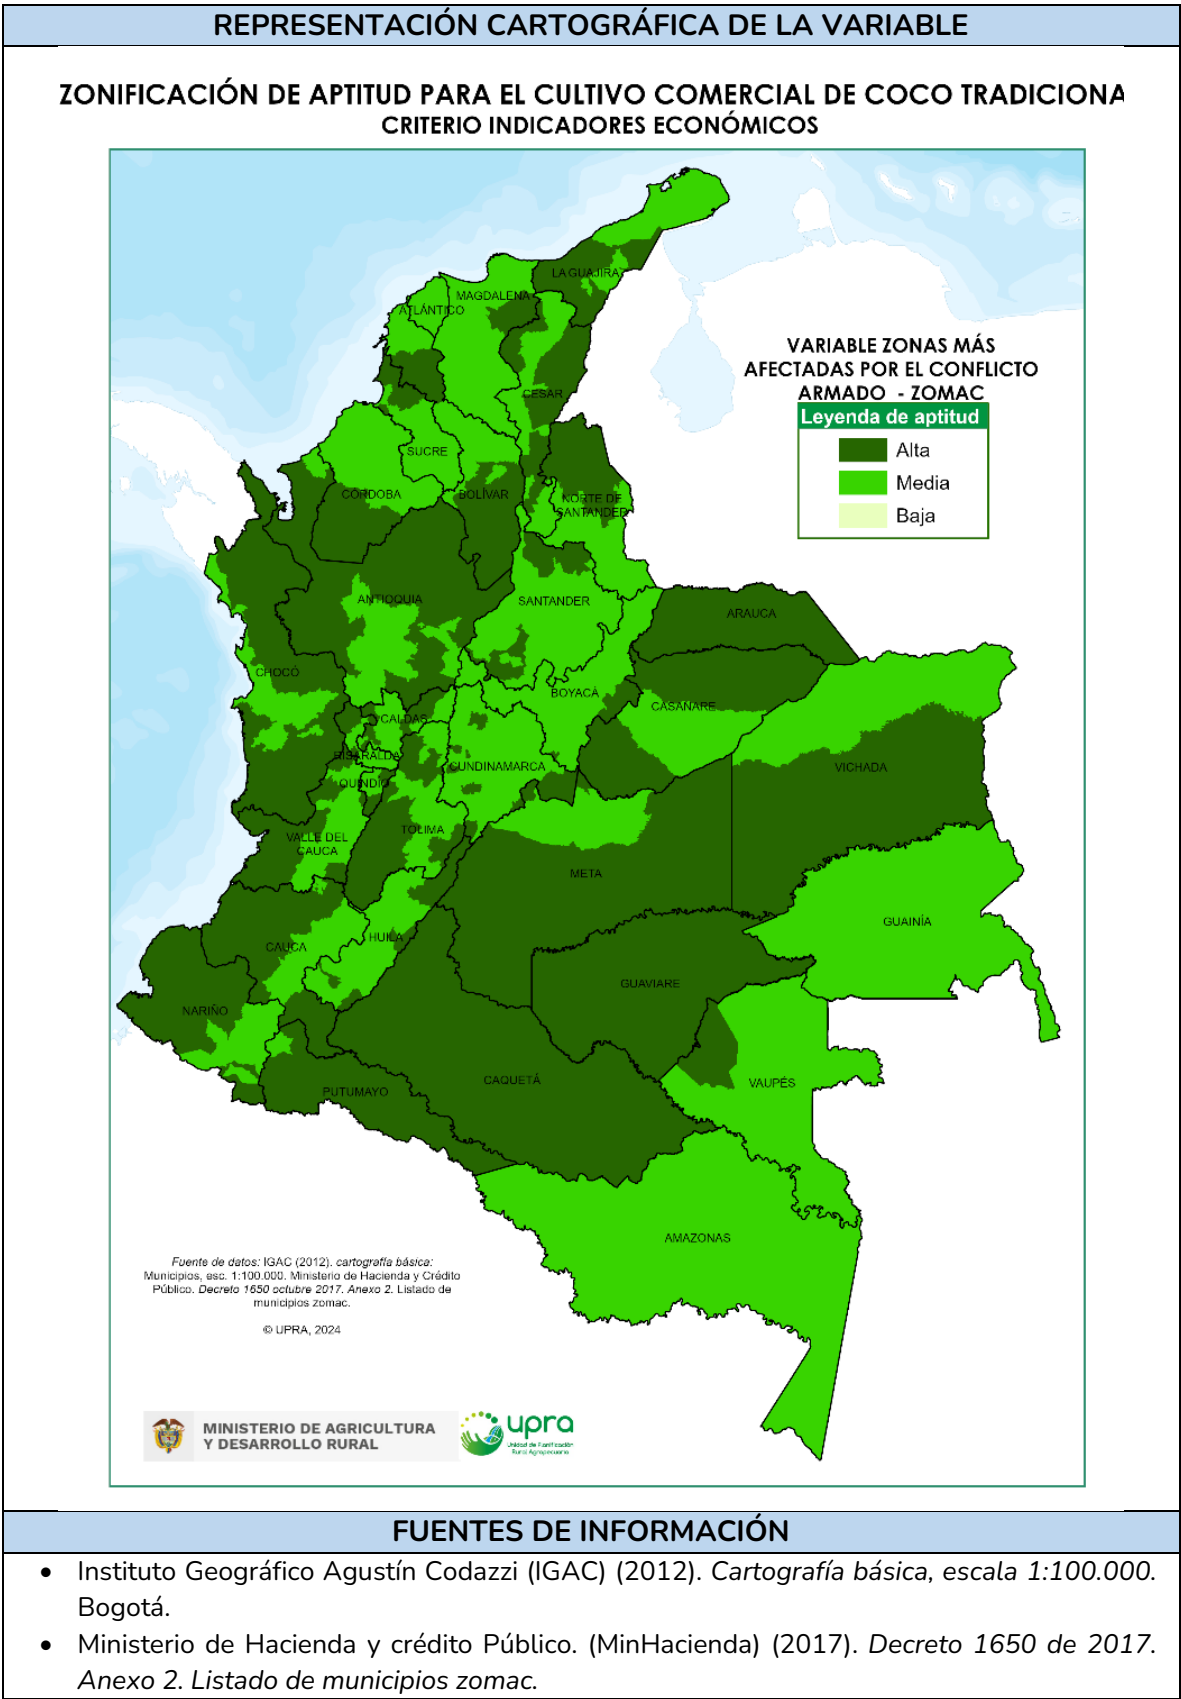 REPRESENTACIÓN CARTOGRÁFICA DE LA VARIABLE
ZONIFICACIÓN DE APTITUD PARA EL CULTIVO COMERCIAL DE COCO TRADICIONA
CRITERIO INDICADORES ECONÓMICOS
LA GUAJIRA
MAGDALENA
ATLÁNTICO
VARIABLE ZONAS MÁS
AFECTADAS POR EL CONFLICTO
ARMADO - ZOMAC
Leyenda de aptitud
Alta
Media
Baja
CESAR
SUCRE
CÓRDOBA
BOLÍVAR
NORTE DE
SANTANDER
ANTIOQUIA
SANTANDER
ARAUCA
CHOCÓ
BOYACÁ
CASANARE
CALDAS
RISARALDA
CUNDINAMARCA
VICHADA
QUINDÍO
TOLIMA
VALLE DEL
CAUCA
META
GUAINÍA
HUILA
CAUCA
GUAVIARE
NARIÑO
CAQUETÁ
VAUPÉS
PUTUMAYO
AMAZONAS
Fuente de datos: IGAC (2012). cartografía básica:
Municipios, esc. 1:100.000. Ministerio de Hacienda y Crédito
Público. Decreto 1650 octubre 2017. Anexo 2. Listado de
municipios zomac.
© UPRA, 2024
MINISTERIO DE AGRICULTURA
Y DESARROLLO RURAL
upra
Unidad de Planificación
Rural Agropecuaria
FUENTES DE INFORMACIÓN
• Instituto Geográfico Agustín Codazzi (IGAC) (2012). Cartografía básica, escala 1:100.000.
Bogotá.
• Ministerio de Hacienda y crédito Público. (MinHacienda) (2017). Decreto 1650 de 2017.
Anexo 2. Listado de municipios zomac.